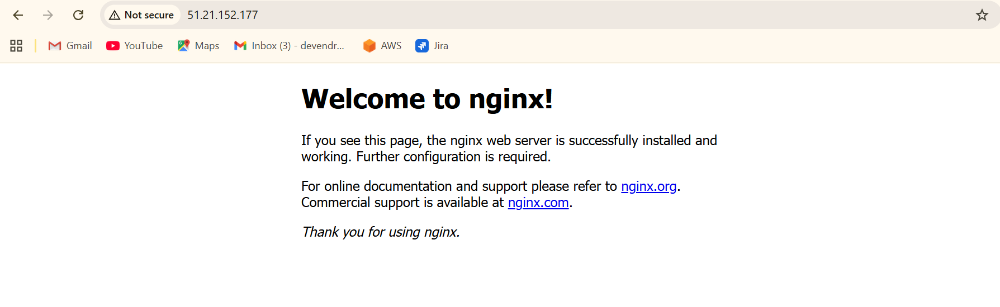 Not secure 51.21.152.177
Gmail YouTube Maps Inbox (3) - devendr... AWS Jira
Welcome to nginx!
If you see this page, the nginx web server is successfully installed and
working. Further configuration is required.
For online documentation and support please refer to nginx.org.
Commercial support is available at nginx.com.
Thank you for using nginx.